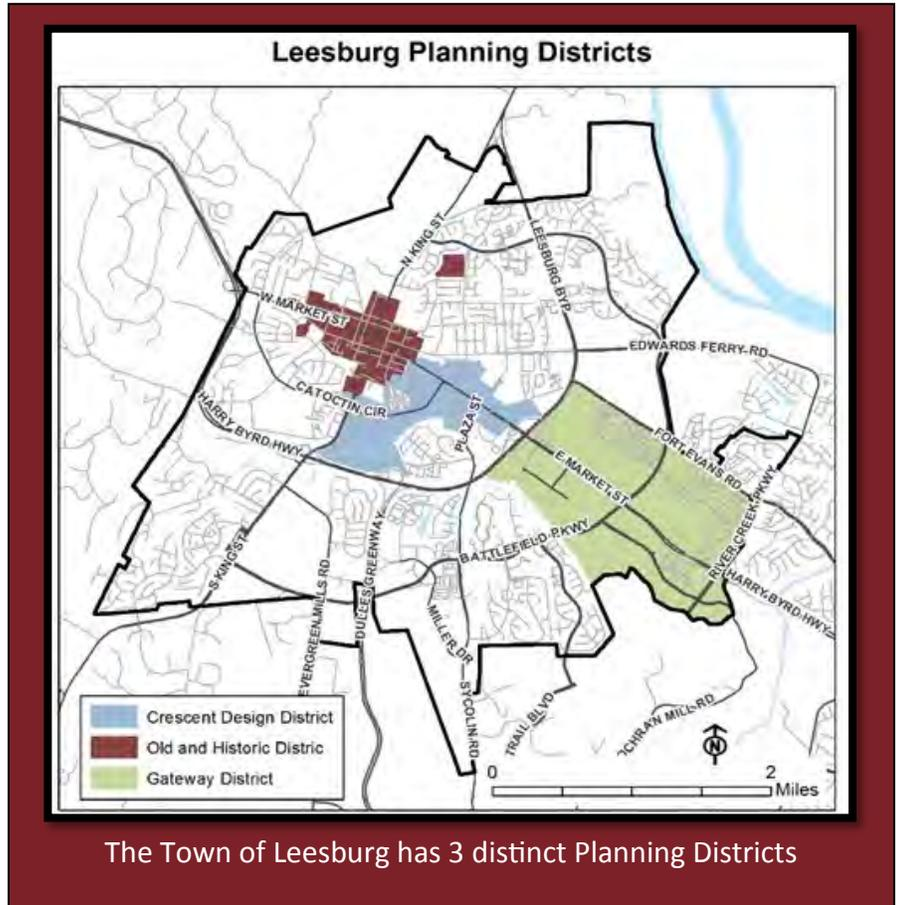 Leesburg Planning Districts
N KING ST
LEESBURG BYP
W MARKET ST
EDWARDS FERRY RD
CATOCTIN CIR
HARRY BYRD HWY
PLAZA ST
FORT EVANS RD
E MARKET ST
RIVER CREEK PKWY
BATTLEFIELD PKWY
HARRY BYRD HWY
S KING ST
EVERGREEN MILLS RD
DULLES GREENWAY
MILLER DR
SYCOLIN RD
TRAIL BLVD
OCHRAN MILL RD
Crescent Design District
Old and Historic Distric
Gateway District
N
0 2
Miles
The Town of Leesburg has 3 distinct Planning Districts